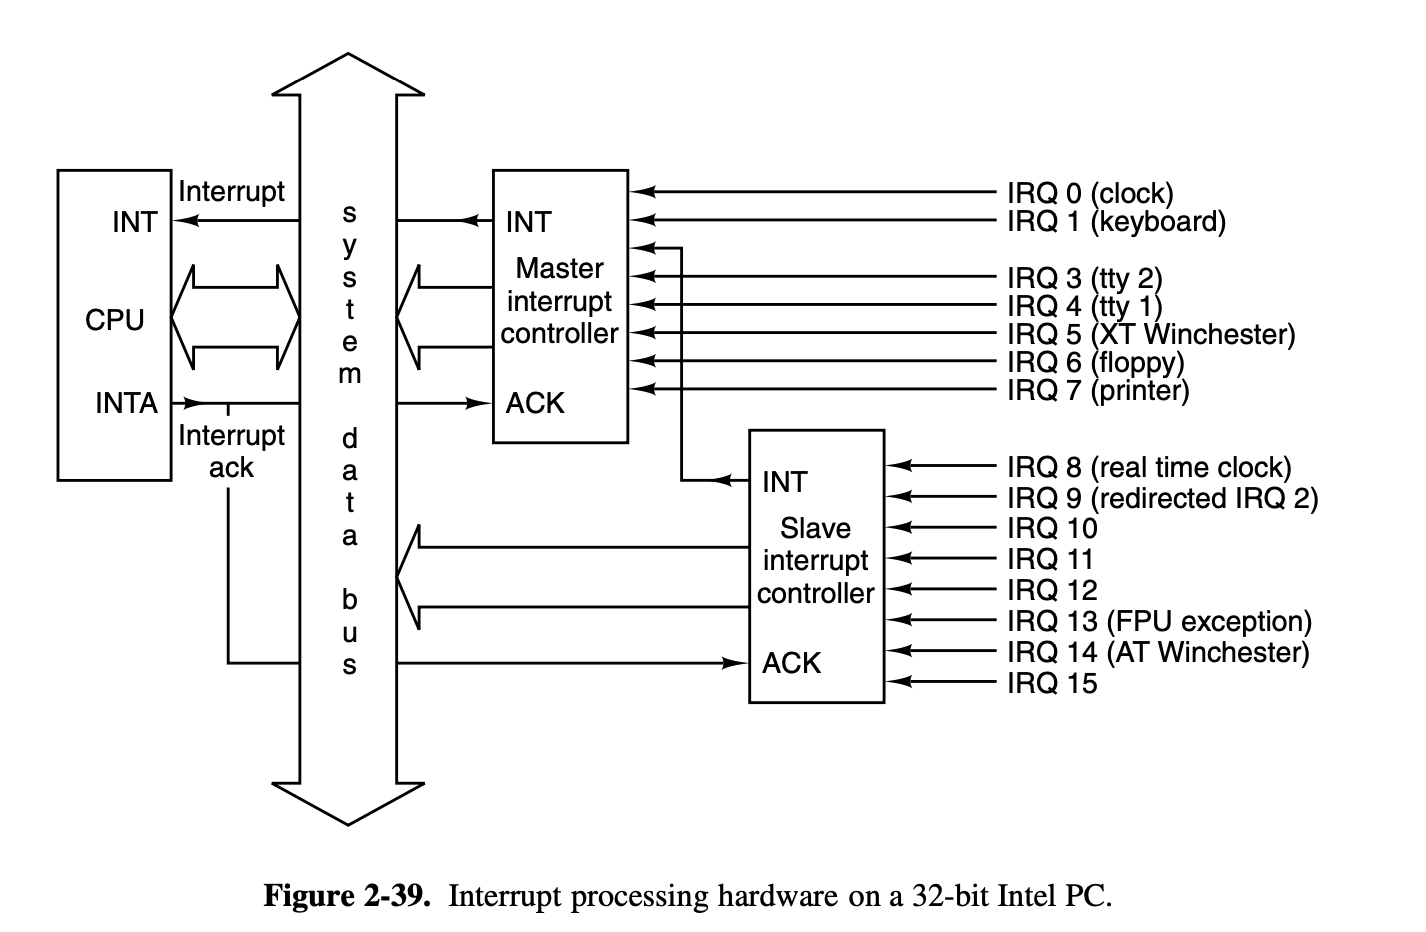 Interrupt
INT
CPU
INTA
Interrupt
ack
system data bus
INT
Master
interrupt
controller
ACK
IRQ 0 (clock)
IRQ 1 (keyboard)
IRQ 3 (tty 2)
IRQ 4 (tty 1)
IRQ 5 (XT Winchester)
IRQ 6 (floppy)
IRQ 7 (printer)
INT
Slave
interrupt
controller
ACK
IRQ 8 (real time clock)
IRQ 9 (redirected IRQ 2)
IRQ 10
IRQ 11
IRQ 12
IRQ 13 (FPU exception)
IRQ 14 (AT Winchester)
IRQ 15
Figure 2-39. Interrupt processing hardware on a 32-bit Intel PC.